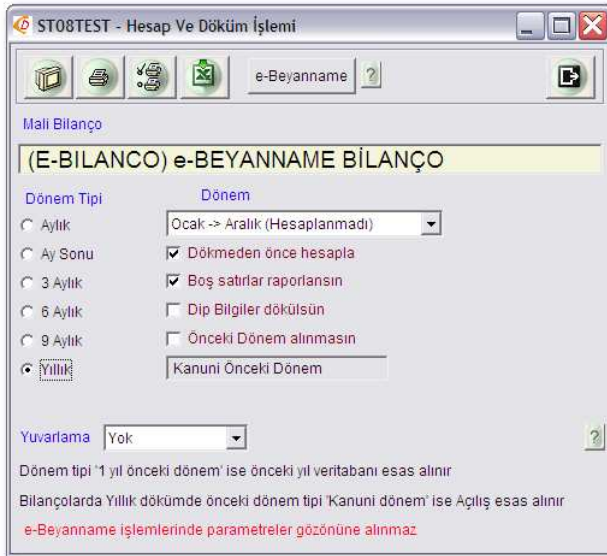 ST08TEST - Hesap Ve Döküm İşlemi
e-Beyanname ?
Mali Bilanço
(E-BILANCO) e-BEYANNAME BİLANÇO
Dönem Tipi
Dönem
Aylık
Ocak -> Aralık (Hesaplanmadı)
Ay Sonu
Dökmeden önce hesapla
3 Aylık
Boş satırlar raporlansın
6 Aylık
Dip Bilgiler dökülsün
9 Aylık
Önceki Dönem alınmasın
Yıllık
Kanuni Önceki Dönem
Yuvarlama Yok ?
Dönem tipi '1 yıl önceki dönem' ise önceki yıl veritabanı esas alınır
Bilançolarda Yıllık dökümde önceki dönem tipi 'Kanuni dönem' ise Açılış esas alınır
e-Beyanname işlemlerinde parametreler gözönüne alınmaz